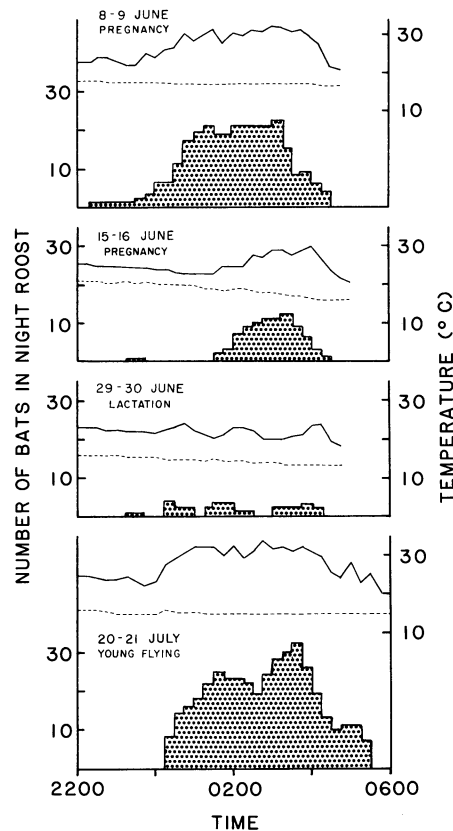 8-9 JUNE
PREGNANCY
30
10
30
10
15-16 JUNE
PREGNANCY
30
10
30
10
29-30 JUNE
LACTATION
30
10
30
10
20-21 JULY
YOUNG FLYING
30
10
30
10
NUMBER OF BATS IN NIGHT ROOST
TEMPERATURE (°C)
2200
0200
0600
TIME